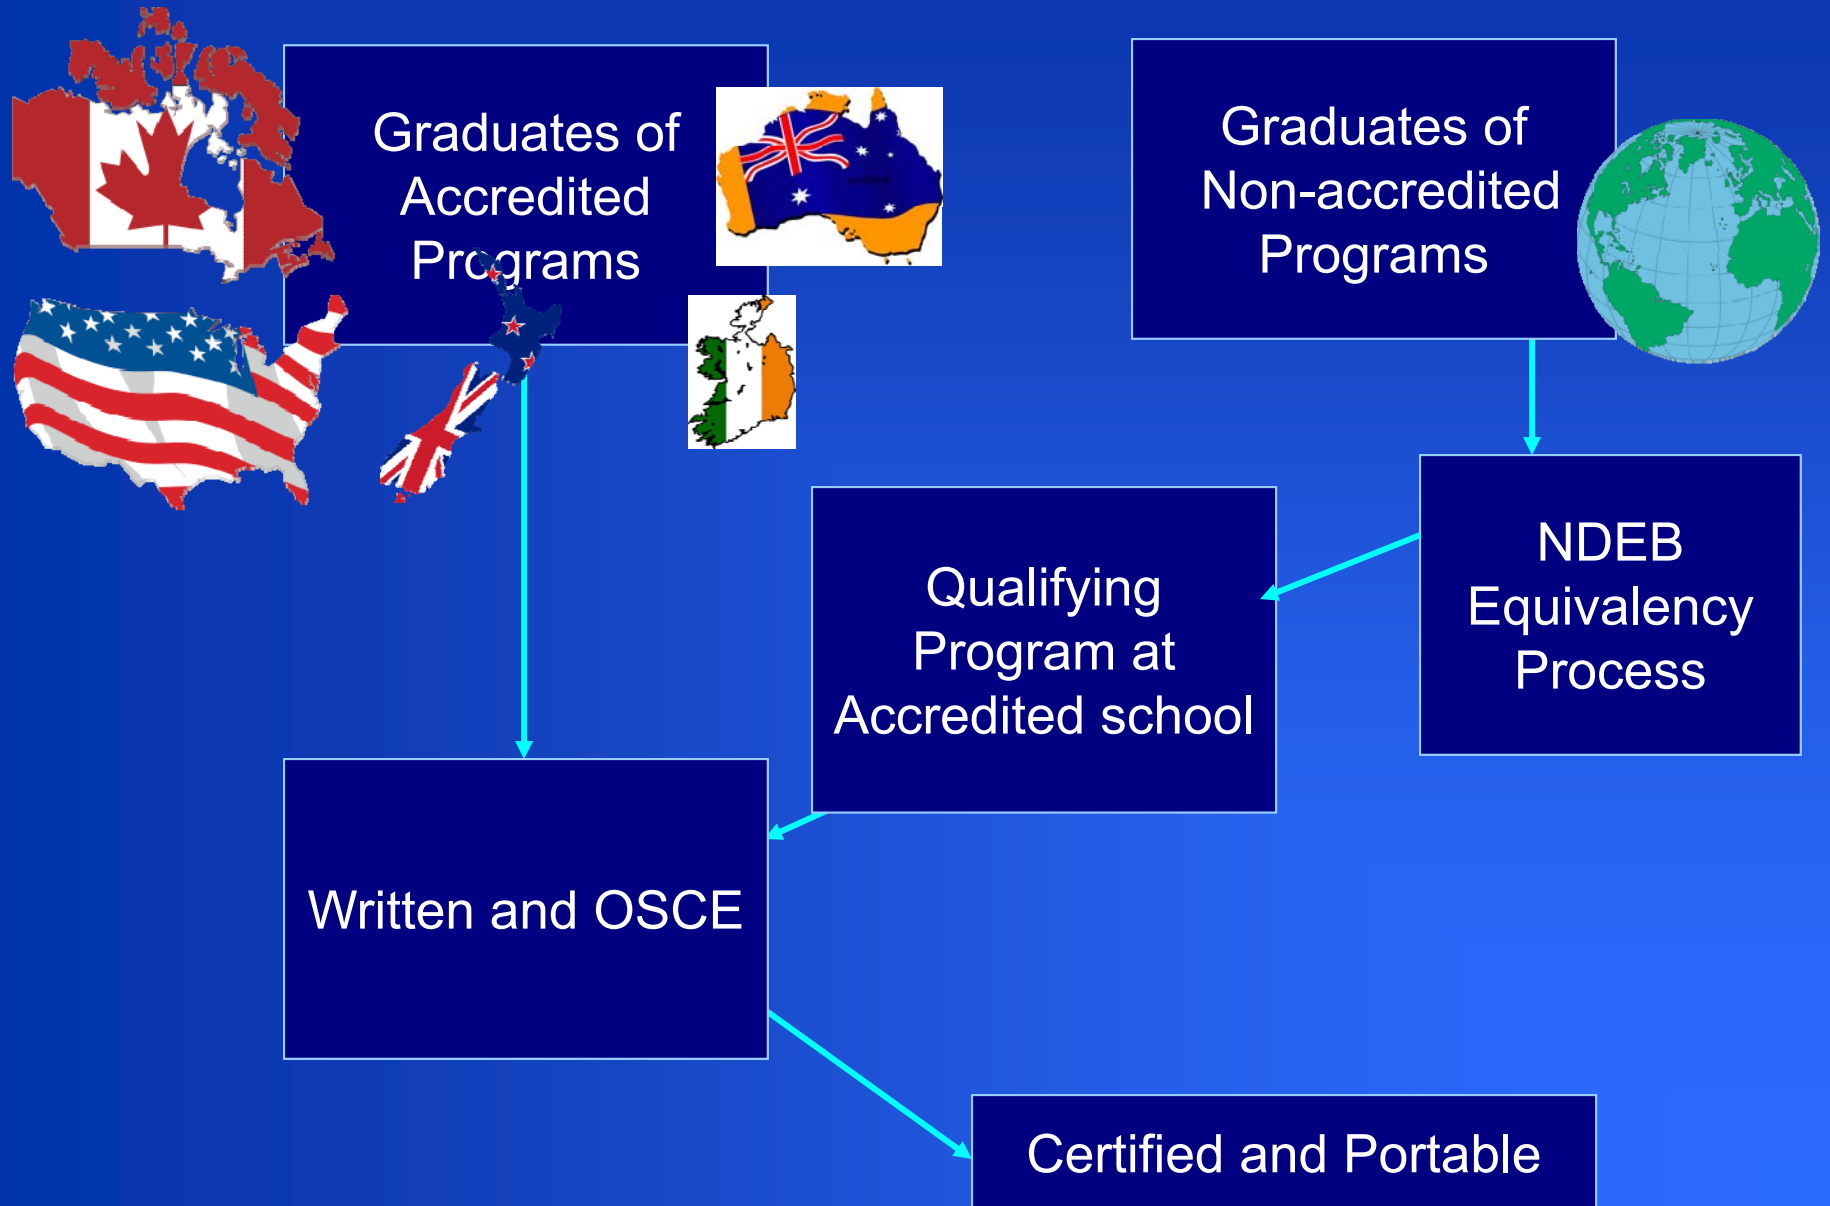 Graduates of
Accredited
Programs
Graduates of
Non-accredited
Programs
NDEB
Equivalency
Process
Qualifying
Program at
Accredited school
Written and OSCE
Certified and Portable